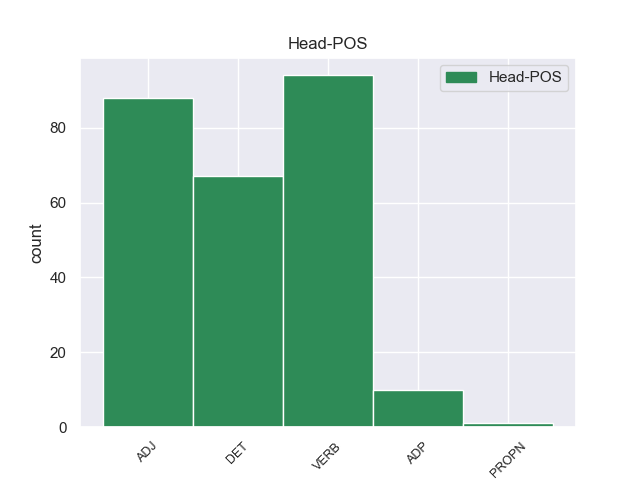 Head-POS
Head-POS
count
80
60
40
20
0
ADJ
DET
VERB
ADP
PROPN